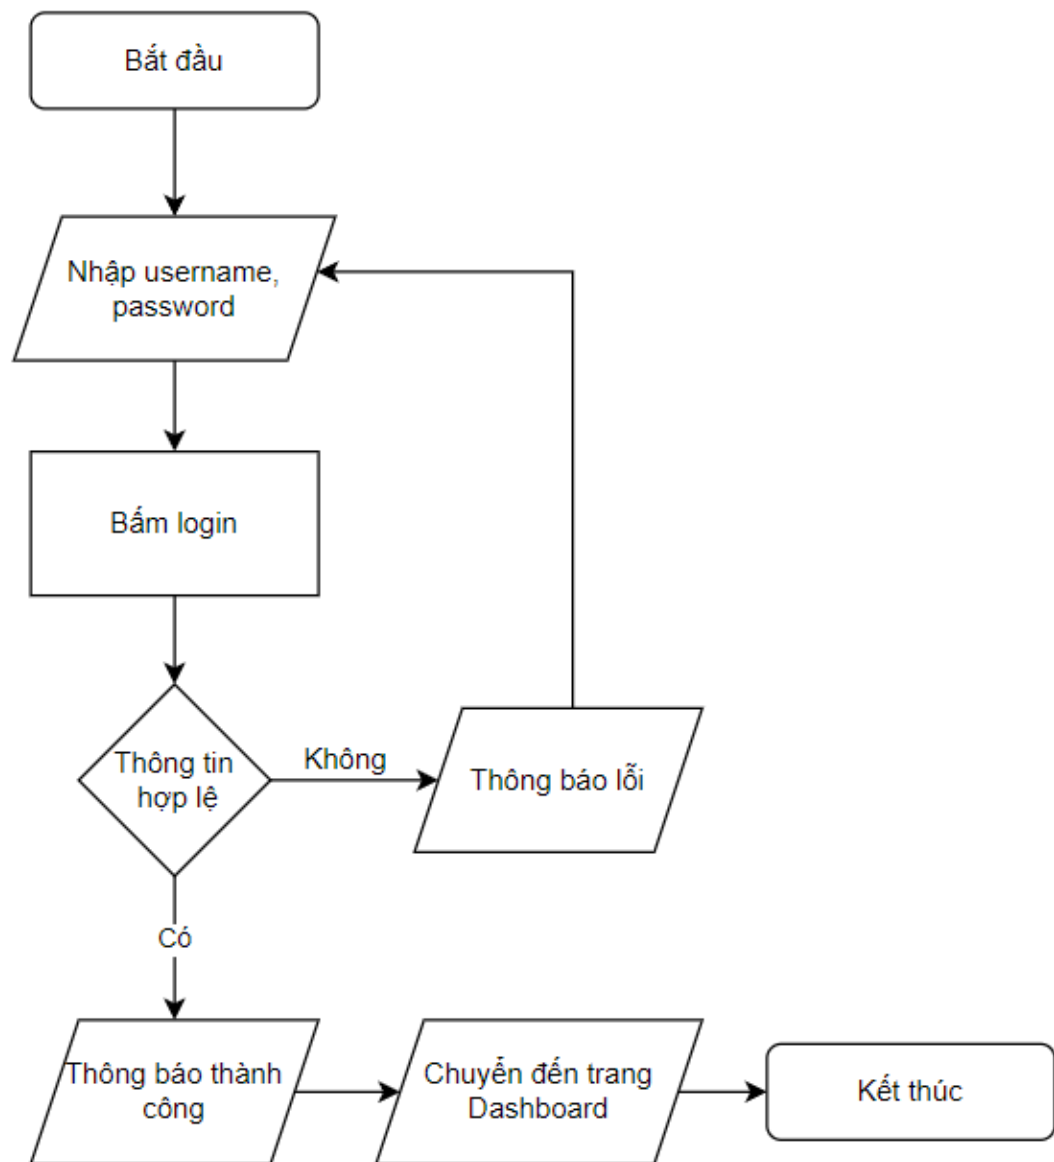 Bắt đầu
Nhập username,
password
Bấm login
Thông tin
hợp lệ
Không
Thông báo lỗi
Có
Thông báo thành
công
Chuyển đến trang
Dashboard
Kết thúc